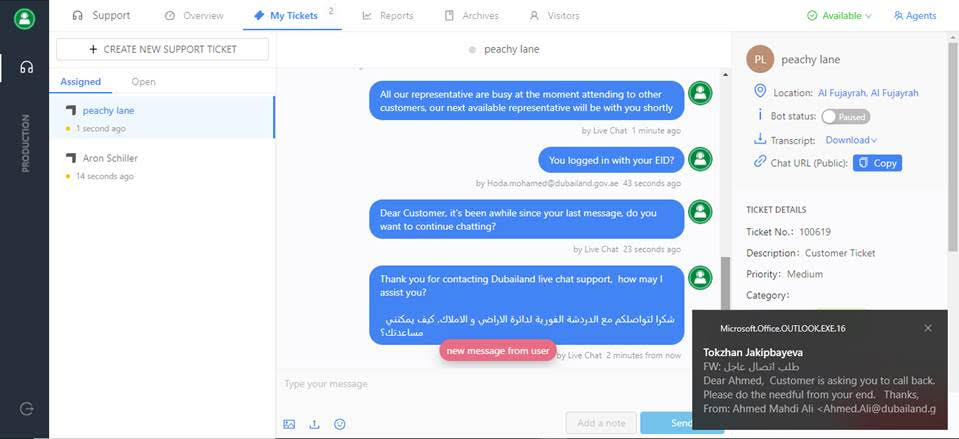 Support
Overview
My Tickets 2
Reports
Archives
Visitors
Available
Agents
PRODUCTION
+ CREATE NEW SUPPORT TICKET
Assigned
Open
peachy lane
1 second ago
Aron Schiller
14 seconds ago
peachy lane
All our representative are busy at the moment attending to other
customers, our next available representative will be with you shortly
by Live Chat 1 minute ago
You logged in with your EID?
by Hoda.mohamed@dubailand.gov.ae 43 seconds ago
Dear Customer, it's been awhile since your last message, do you
want to continue chatting?
by Live Chat 23 seconds ago
Thank you for contacting Dubailand live chat support, how may I
assist you?
شكرا لتواصلكم مع الدردشة الفورية لدائرة الاراضي و الاملاك, كيف يمكنني
مساعدتك؟
new message from user
by Live Chat 2 minutes from now
Type your message
Add a note
Send
PL
peachy lane
Location: Al Fujayrah, Al Fujayrah
Bot status: Paused
Transcript: Download
Chat URL (Public): Copy
TICKET DETAILS
Ticket No.: 100619
Description: Customer Ticket
Priority: Medium
Category:
Microsoft.Office.OUTLOOK.EXE.16
Tokzhan Jakipbayeva
FW: طلب اتصال عاجل
Dear Ahmed, Customer is asking you to call back.
Please do the needful from your end. Thanks,
From: Ahmed Mahdi Ali <Ahmed.Ali@dubailand.g